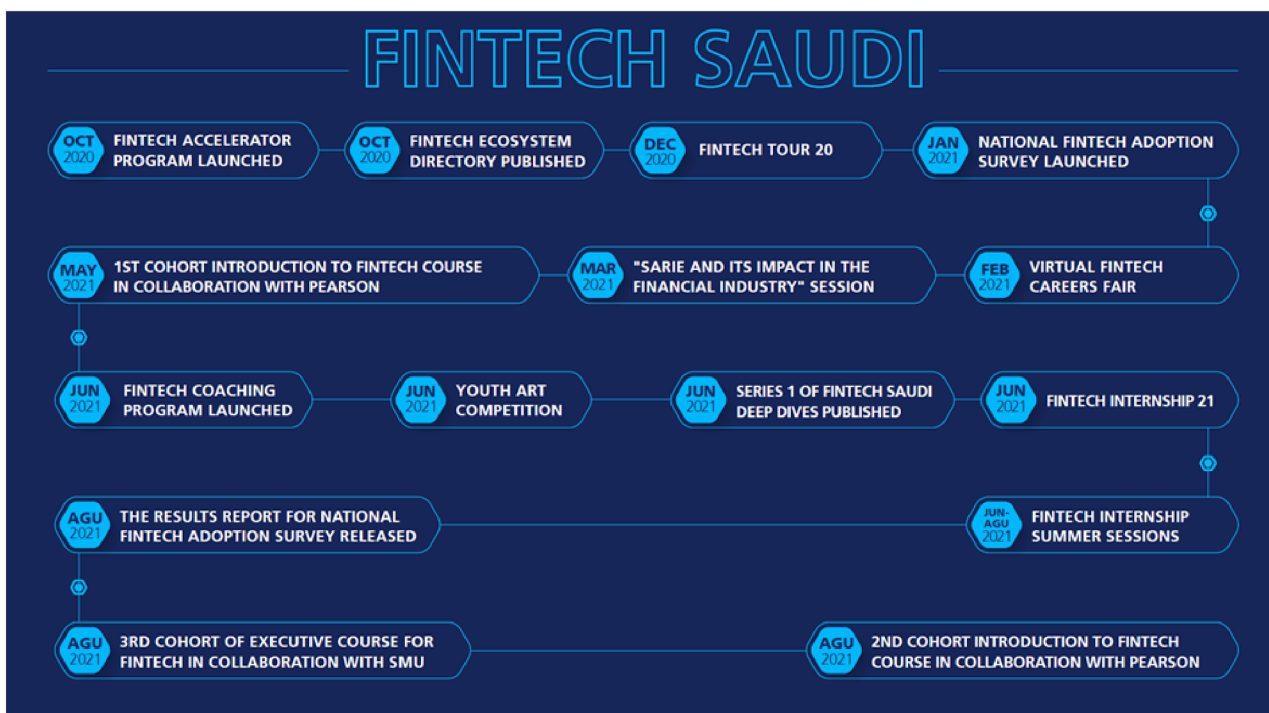 FINTECH SAUDI
OCT
2020
FINTECH ACCELERATOR
PROGRAM LAUNCHED
OCT
2020
FINTECH ECOSYSTEM
DIRECTORY PUBLISHED
DEC
2020
FINTECH TOUR 20
JAN
2021
NATIONAL FINTECH ADOPTION
SURVEY LAUNCHED
FEB
2021
VIRTUAL FINTECH
CAREERS FAIR
MAR
2021
"SARIE AND ITS IMPACT IN THE
FINANCIAL INDUSTRY" SESSION
MAY
2021
1ST COHORT INTRODUCTION TO FINTECH COURSE
IN COLLABORATION WITH PEARSON
JUN
2021
FINTECH COACHING
PROGRAM LAUNCHED
JUN
2021
YOUTH ART
COMPETITION
JUN
2021
SERIES 1 OF FINTECH SAUDI
DEEP DIVES PUBLISHED
JUN
2021
FINTECH INTERNSHIP 21
JUN-
AGU
2021
FINTECH INTERNSHIP
SUMMER SESSIONS
AGU
2021
THE RESULTS REPORT FOR NATIONAL
FINTECH ADOPTION SURVEY RELEASED
AGU
2021
3RD COHORT OF EXECUTIVE COURSE FOR
FINTECH IN COLLABORATION WITH SMU
AGU
2021
2ND COHORT INTRODUCTION TO FINTECH
COURSE IN COLLABORATION WITH PEARSON